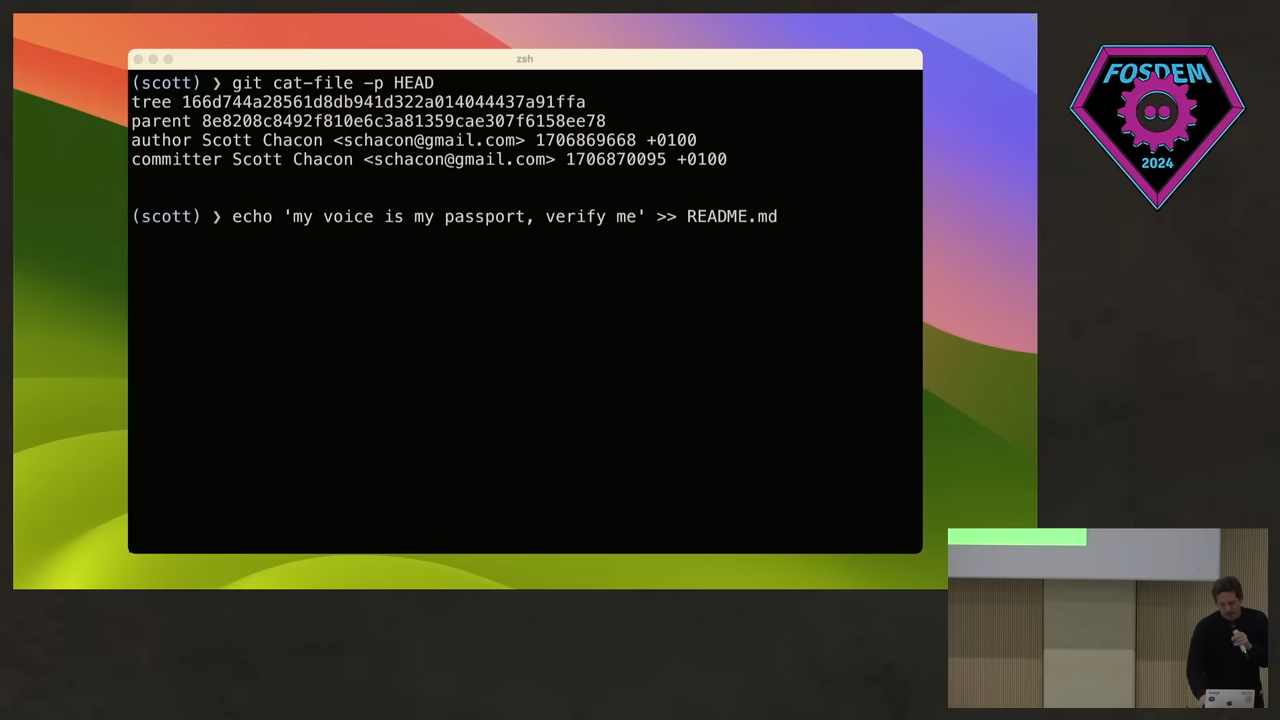 zsh
(scott) ❯ git cat-file -p HEAD
tree 166d744a28561d8db941d322a014044437a91ffa
parent 8e8208c8492f810e6c3a81359cae307f6158ee78
author Scott Chacon <schacon@gmail.com> 1706869668 +0100
committer Scott Chacon <schacon@gmail.com> 1706870095 +0100
(scott) ❯ echo 'my voice is my passport, verify me' >> README.md
FOSDEM
2024